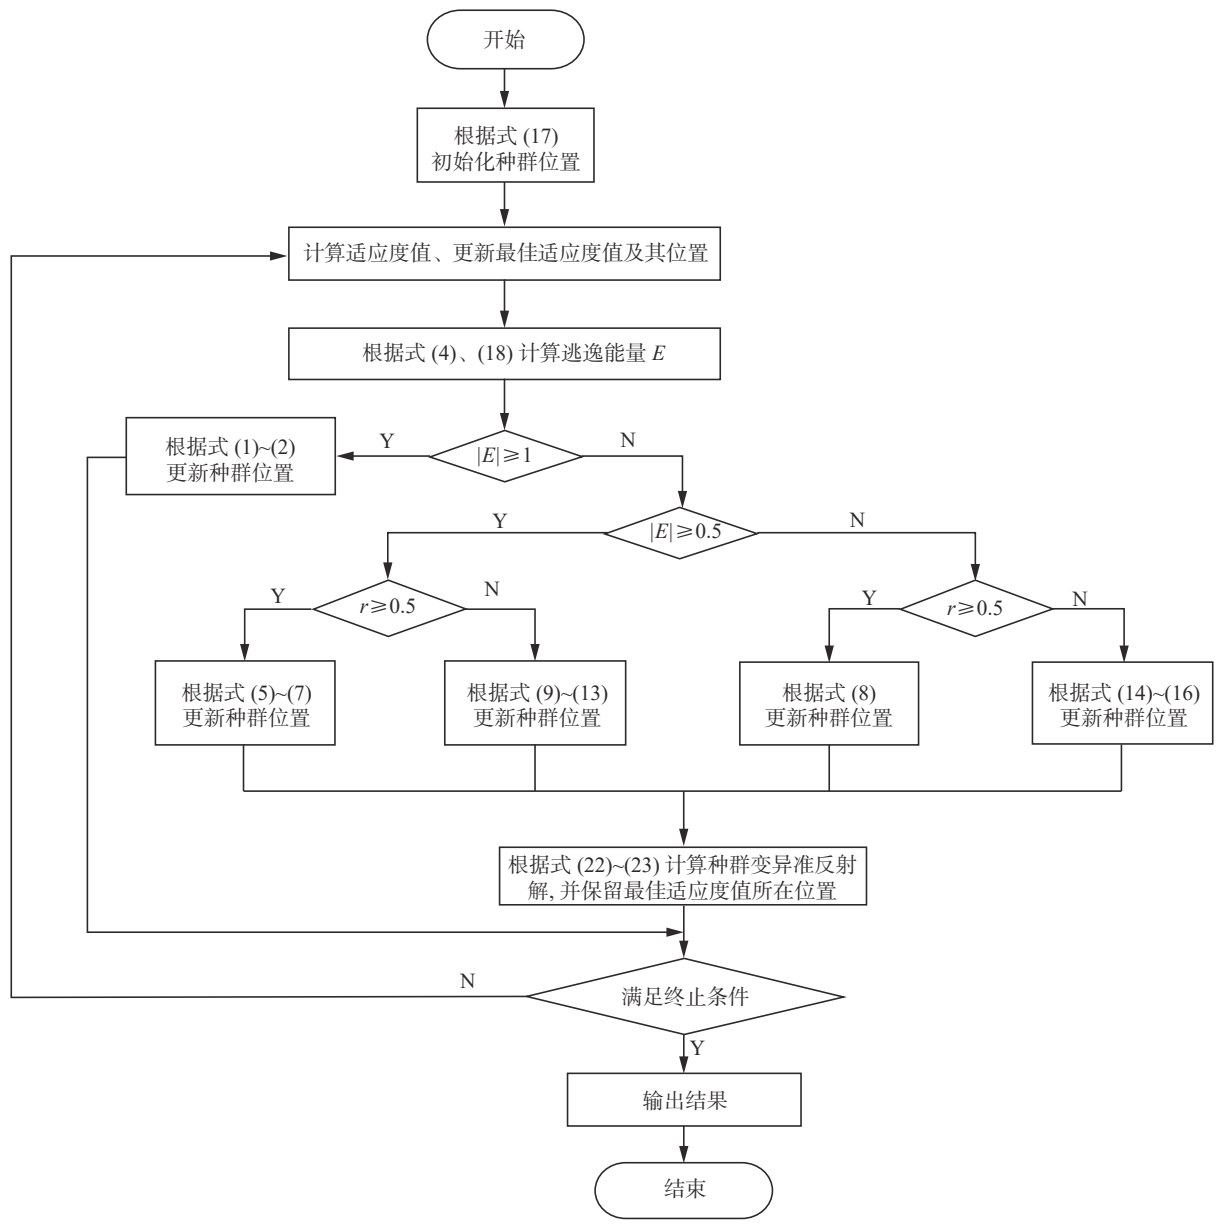 开始
根据式 (17)
初始化种群位置
计算适应度值、更新最佳适应度值及其位置
根据式 (4)、(18) 计算逃逸能量 E
根据式 (1)~(2)
更新种群位置
Y
|E|≥1
N
Y
|E|≥0.5
N
Y
r≥0.5
N
Y
r≥0.5
N
根据式 (5)~(7)
更新种群位置
根据式 (9)~(13)
更新种群位置
根据式 (8)
更新种群位置
根据式 (14)~(16)
更新种群位置
根据式 (22)~(23) 计算种群变异准反射
解, 并保留最佳适应度值所在位置
N
满足终止条件
Y
输出结果
结束